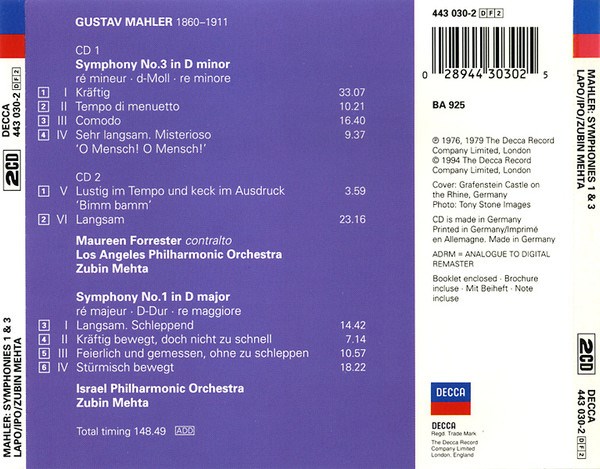 GUSTAV MAHLER 1860–1911
CD 1
Symphony No.3 in D minor
ré mineur · d-Moll · re minore
1 I Kräftig 33.07
2 II Tempo di menuetto 10.21
3 III Comodo 16.40
4 IV Sehr langsam. Misterioso 9.37
'O Mensch! O Mensch!'
CD 2
1 V Lustig im Tempo und keck im Ausdruck 3.59
'Bimm bamm'
2 VI Langsam 23.16
Maureen Forrester contralto
Los Angeles Philharmonic Orchestra
Zubin Mehta
Symphony No.1 in D major
ré majeur · D-Dur · re maggiore
3 I Langsam. Schleppend 14.42
4 II Kräftig bewegt, doch nicht zu schnell 7.14
5 III Feierlich und gemessen, ohne zu schleppen 10.57
6 IV Stürmisch bewegt 18.22
Israel Philharmonic Orchestra
Zubin Mehta
Total timing 148.49 ADD
443 030-2 DF2
0 28944 30302 5
BA 925
℗ 1976, 1979 The Decca Record
Company Limited, London
© 1994 The Decca Record
Company Limited, London
Cover: Grafenstein Castle on
the Rhine, Germany
Photo: Tony Stone Images
CD is made in Germany
Printed in Germany/Imprimé
en Allemagne. Made in Germany
ADRM = ANALOGUE TO DIGITAL
REMASTER
Booklet enclosed · Brochure
incluse · Mit Beiheft · Note
incluse
DECCA
DECCA
Regd. Trade Mark
The Decca Record
Company Limited
London, England
MAHLER: SYMPHONIES 1 & 3
LAPO/IPO/ZUBIN MEHTA
2CD
DECCA
443 030-2 DF2
MAHLER: SYMPHONIES 1 & 3
LAPO/IPO/ZUBIN MEHTA
2CD
DECCA
443 030-2 DF2